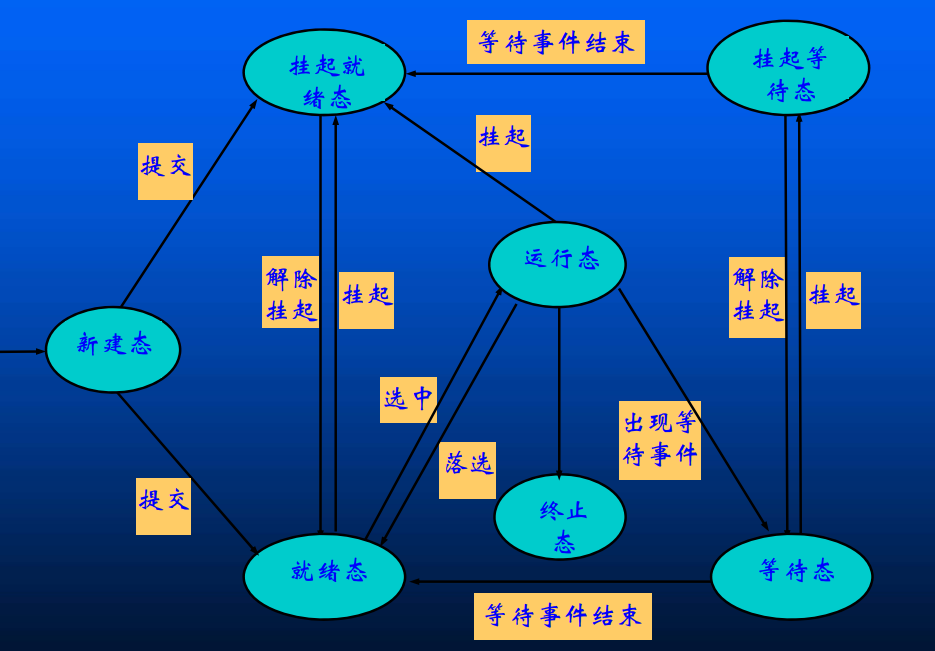 等待事件结束
挂起就
绪态
挂起等
待态
挂起
提交
运行态
解除
挂起
挂起
解除
挂起
挂起
新建态
选中
出现等
待事件
落选
提交
终止
态
就绪态
等待态
等待事件结束